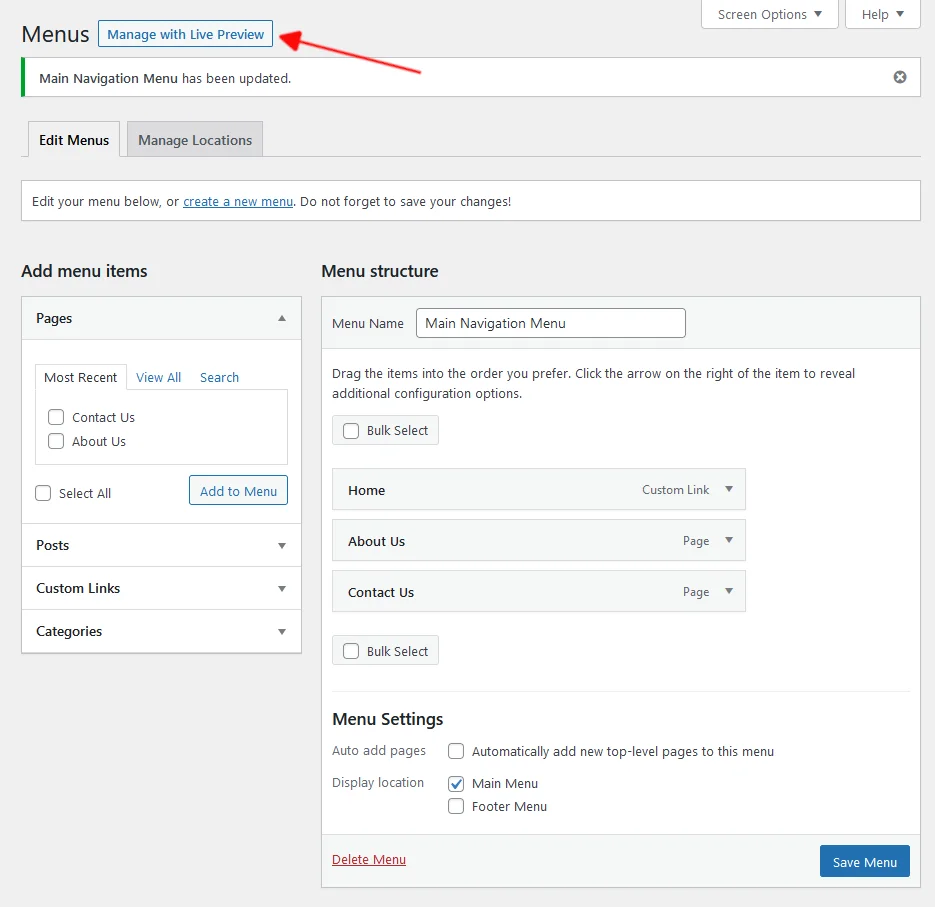 Screen Options
Help
Menus
Manage with Live Preview
Main Navigation Menu has been updated.
Edit Menus
Manage Locations
Edit your menu below, or create a new menu. Do not forget to save your changes!
Add menu items
Pages
Most Recent
View All
Search
Contact Us
About Us
Select All
Add to Menu
Posts
Custom Links
Categories
Menu structure
Menu Name
Main Navigation Menu
Drag the items into the order you prefer. Click the arrow on the right of the item to reveal
additional configuration options.
Bulk Select
Home
Custom Link
About Us
Page
Contact Us
Page
Bulk Select
Menu Settings
Auto add pages
Automatically add new top-level pages to this menu
Display location
Main Menu
Footer Menu
Delete Menu
Save Menu